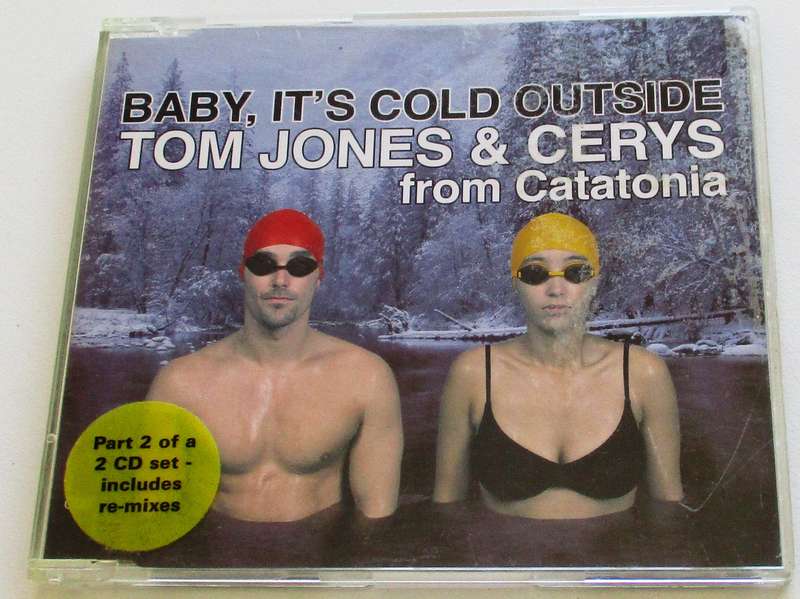 BABY, IT'S COLD OUTSIDE
TOM JONES & CERYS
from Catatonia
Part 2 of a
2 CD set -
includes
re-mixes